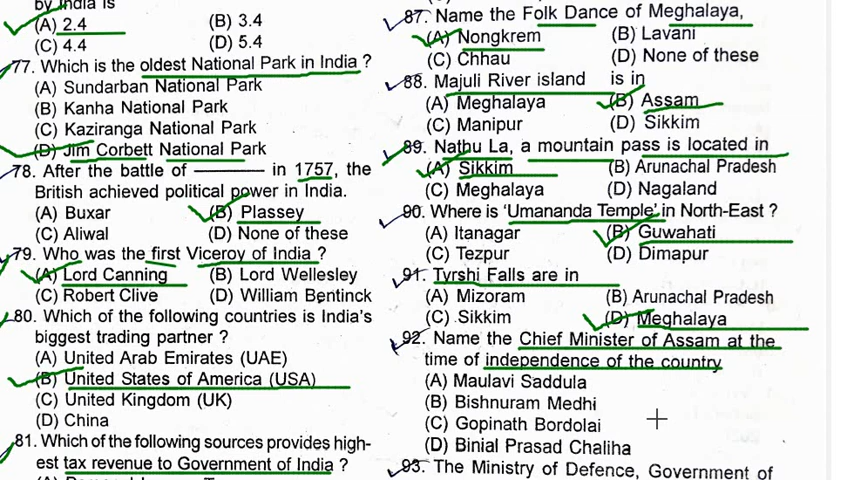 by India is
(A) 2.4 (B) 3.4
(C) 4.4 (D) 5.4
77. Which is the oldest National Park in India ?
(A) Sundarban National Park
(B) Kanha National Park
(C) Kaziranga National Park
(D) Jim Corbett National Park
78. After the battle of ———— in 1757, the
British achieved political power in India.
(A) Buxar (B) Plassey
(C) Aliwal (D) None of these
79. Who was the first Viceroy of India ?
(A) Lord Canning (B) Lord Wellesley
(C) Robert Clive (D) William Bentinck
80. Which of the following countries is India's
biggest trading partner ?
(A) United Arab Emirates (UAE)
(B) United States of America (USA)
(C) United Kingdom (UK)
(D) China
81. Which of the following sources provides high-
est tax revenue to Government of India ?
87. Name the Folk Dance of Meghalaya,
(A) Nongkrem (B) Lavani
(C) Chhau (D) None of these
88. Majuli River island is in
(A) Meghalaya (B) Assam
(C) Manipur (D) Sikkim
89. Nathu La, a mountain pass is located in
(A) Sikkim (B) Arunachal Pradesh
(C) Meghalaya (D) Nagaland
90. Where is 'Umananda Temple' in North-East ?
(A) Itanagar (B) Guwahati
(C) Tezpur (D) Dimapur
91. Tyrshi Falls are in
(A) Mizoram (B) Arunachal Pradesh
(C) Sikkim (D) Meghalaya
92. Name the Chief Minister of Assam at the
time of independence of the country
(A) Maulavi Saddula
(B) Bishnuram Medhi
(C) Gopinath Bordolai
(D) Binial Prasad Chaliha
93. The Ministry of Defence, Government of